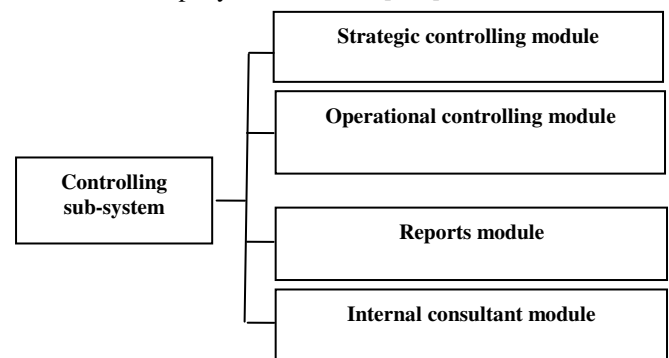 Strategic controlling module
Operational controlling module
Controlling
sub-system
Reports module
Internal consultant module